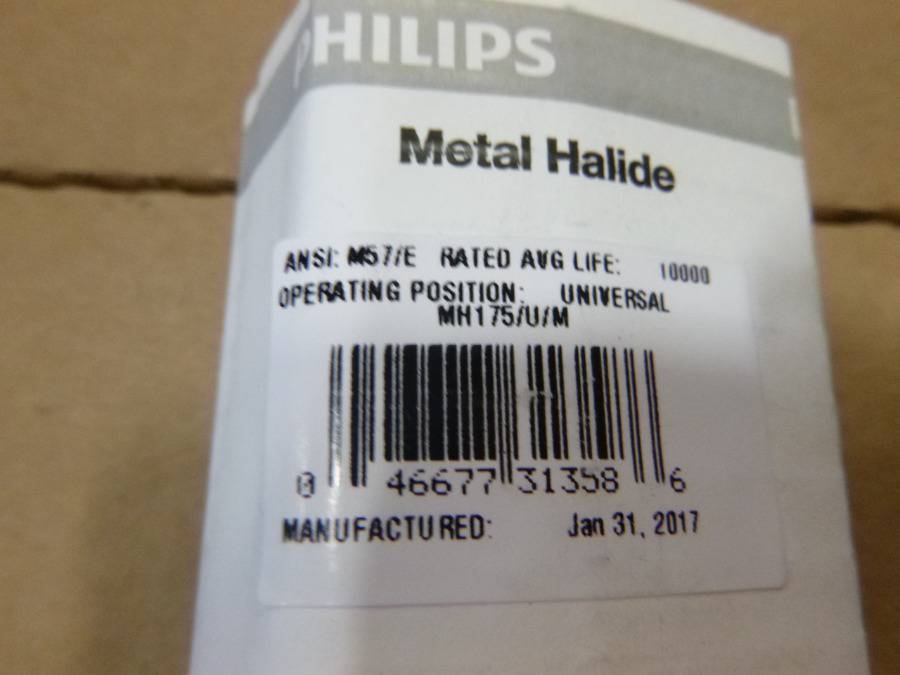 PHILIPS
Metal Halide
ANSI: M57/E RATED AVG LIFE: 10000
OPERATING POSITION: UNIVERSAL
MH175/U/M
0 46677 31358 6
MANUFACTURED: Jan 31, 2017